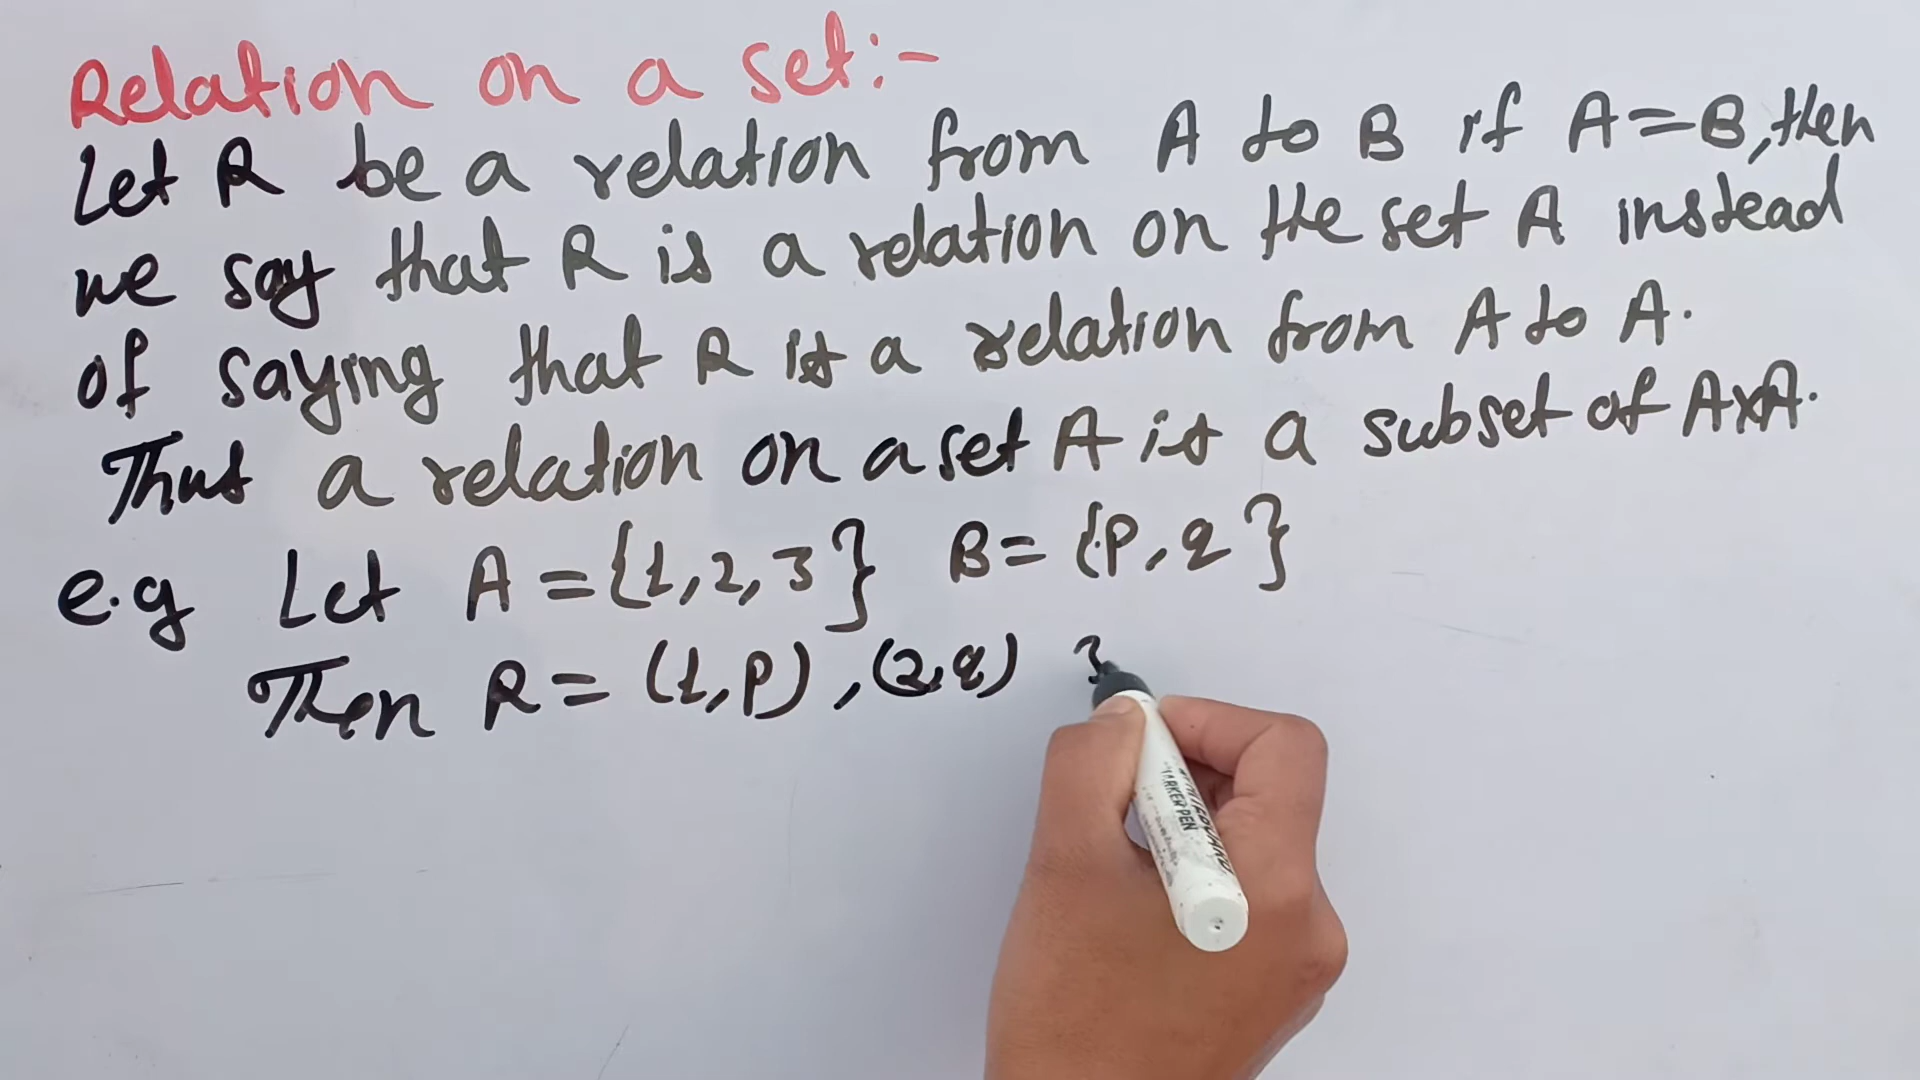 Relation on a set:-
Let R be a relation from A to B if A=B, then
we say that R is a relation on the set A instead
of saying that R is a relation from A to A.
Thus a relation on a set A is a subset of A×A.
e.g Let A = {1,2,3} B = {P, q}
Then R = (1,P), (2,q)
MARKER PEN